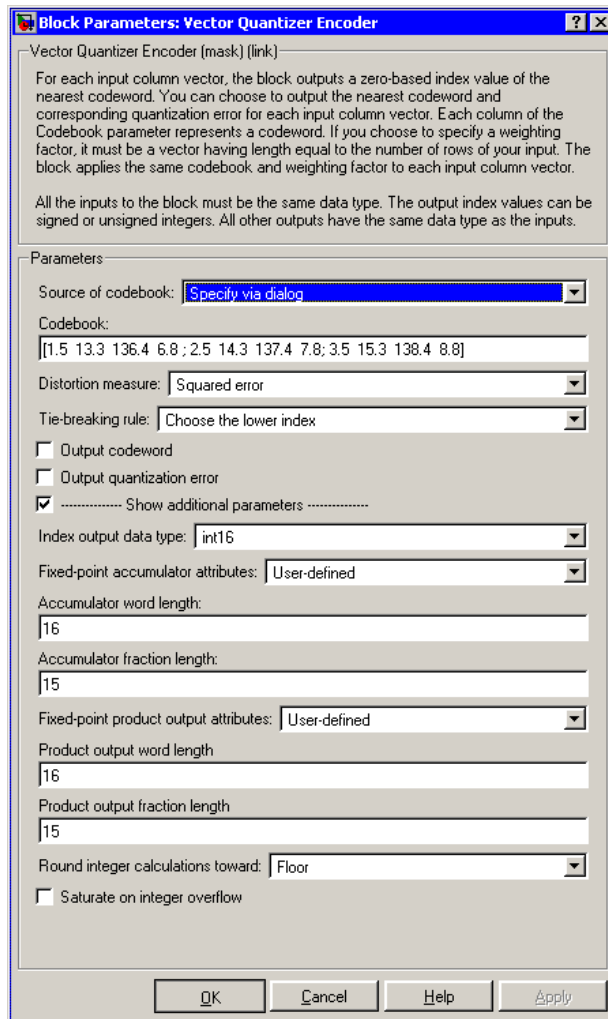 Block Parameters: Vector Quantizer Encoder
Vector Quantizer Encoder (mask) (link)
For each input column vector, the block outputs a zero-based index value of the
nearest codeword. You can choose to output the nearest codeword and
corresponding quantization error for each input column vector. Each column of the
Codebook parameter represents a codeword. If you choose to specify a weighting
factor, it must be a vector having length equal to the number of rows of your input. The
block applies the same codebook and weighting factor to each input column vector.
All the inputs to the block must be the same data type. The output index values can be
signed or unsigned integers. All other outputs have the same data type as the inputs.
Parameters
Source of codebook: Specify via dialog
Codebook:
[1.5 13.3 136.4 6.8 ; 2.5 14.3 137.4 7.8; 3.5 15.3 138.4 8.8]
Distortion measure: Squared error
Tie-breaking rule: Choose the lower index
Output codeword
Output quantization error
-------------- Show additional parameters --------------
Index output data type: int16
Fixed-point accumulator attributes: User-defined
Accumulator word length:
16
Accumulator fraction length:
15
Fixed-point product output attributes: User-defined
Product output word length
16
Product output fraction length
15
Round integer calculations toward: Floor
Saturate on integer overflow
OK Cancel Help Apply